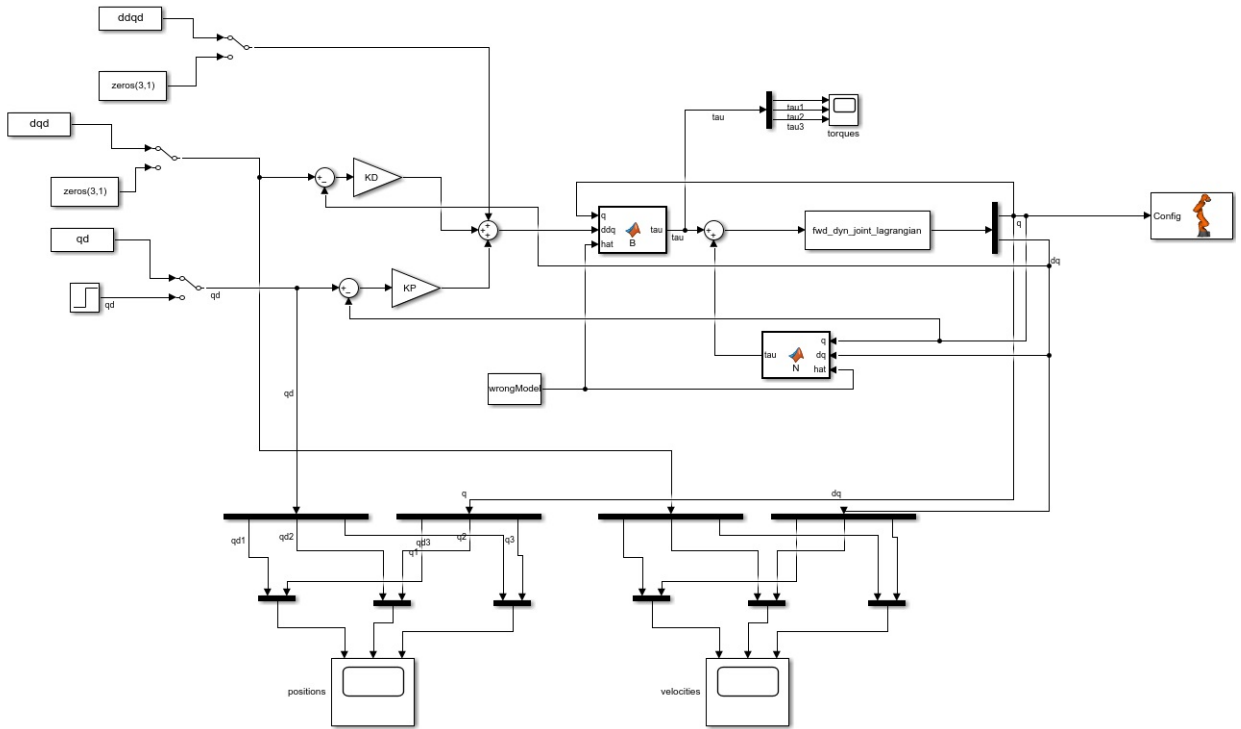 ddqd
zeros(3,1)
dqd
zeros(3,1)
qd
qd
qd
KD
KP
+
−
+
−
+
+
+
q
ddq
hat
tau
B
tau
tau
tau1
tau2
tau3
torques
+
+
fwd_dyn_joint_lagrangian
q
dq
Config
tau
q
dq
hat
N
wrongModel
qd
q
dq
qd1
qd2
qd3
q1
q2
q3
positions
velocities